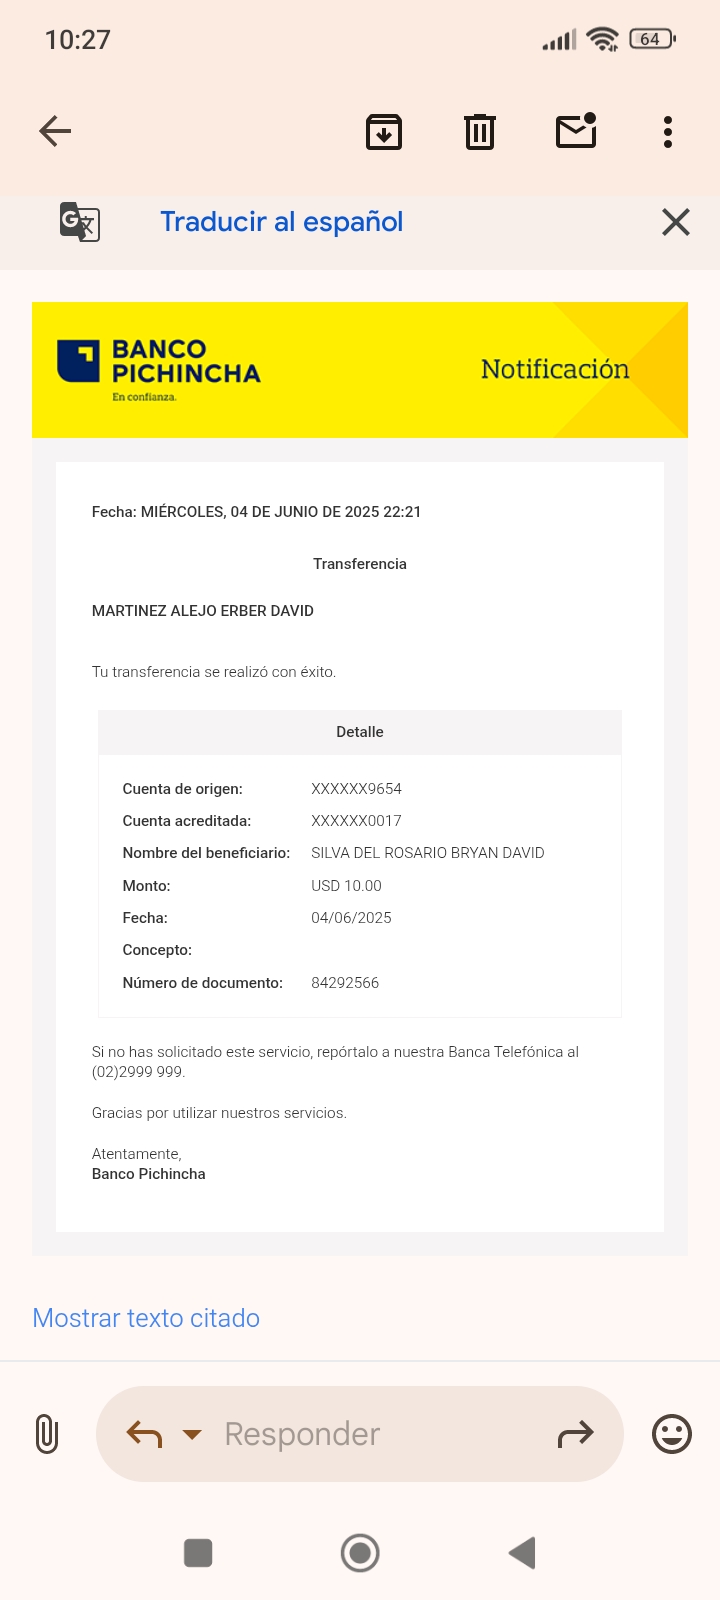 10:27
64
Traducir al español
BANCO
PICHINCHA
En confianza.
Notificación
Fecha: MIÉRCOLES, 04 DE JUNIO DE 2025 22:21
Transferencia
MARTINEZ ALEJO ERBER DAVID
Tu transferencia se realizó con éxito.
Detalle
Cuenta de origen: XXXXXX9654
Cuenta acreditada: XXXXXX0017
Nombre del beneficiario: SILVA DEL ROSARIO BRYAN DAVID
Monto: USD 10.00
Fecha: 04/06/2025
Concepto:
Número de documento: 84292566
Si no has solicitado este servicio, repórtalo a nuestra Banca Telefónica al
(02)2999 999.
Gracias por utilizar nuestros servicios.
Atentamente,
Banco Pichincha
Mostrar texto citado
Responder